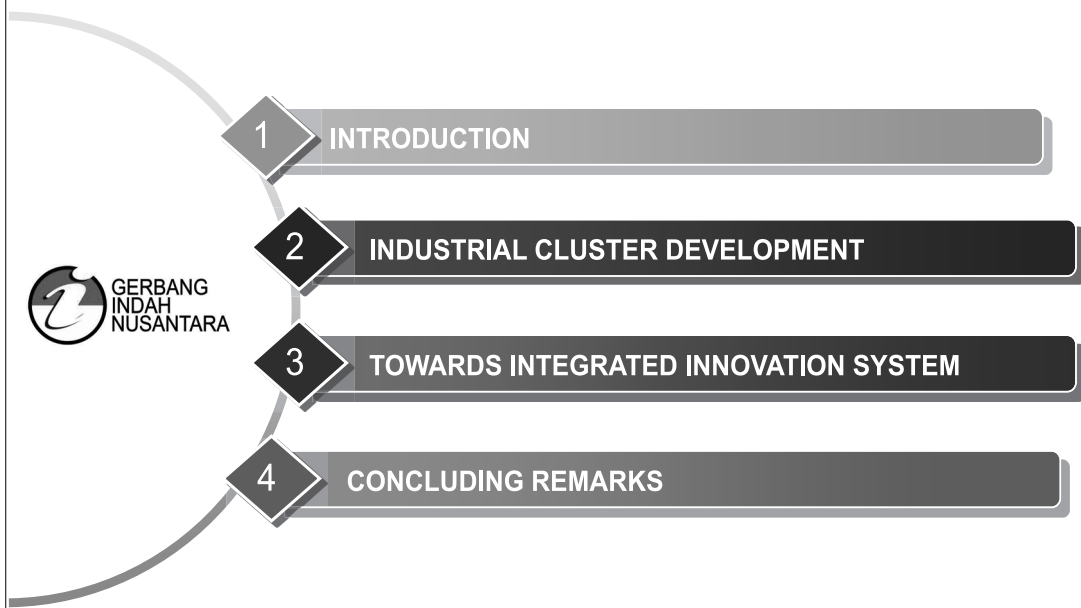 1
INTRODUCTION
2
INDUSTRIAL CLUSTER DEVELOPMENT
GERBANG
INDAH
NUSANTARA
3
TOWARDS INTEGRATED INNOVATION SYSTEM
4
CONCLUDING REMARKS